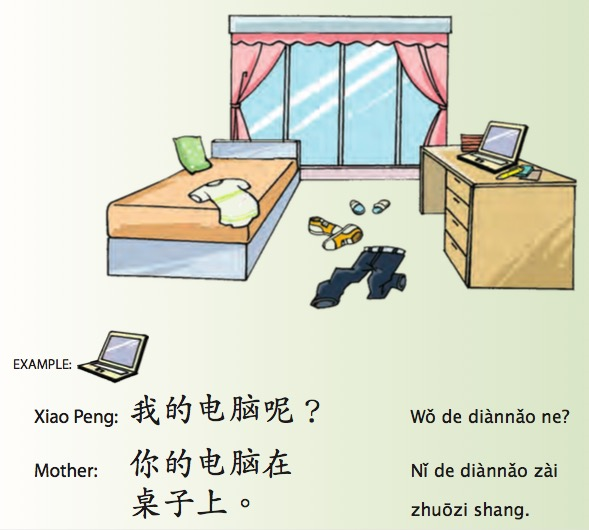 EXAMPLE:
Xiao Peng: 我的电脑呢？ Wǒ de diànnǎo ne?
Mother: 你的电脑在 Nǐ de diànnǎo zài
桌子上。 zhuōzi shang.